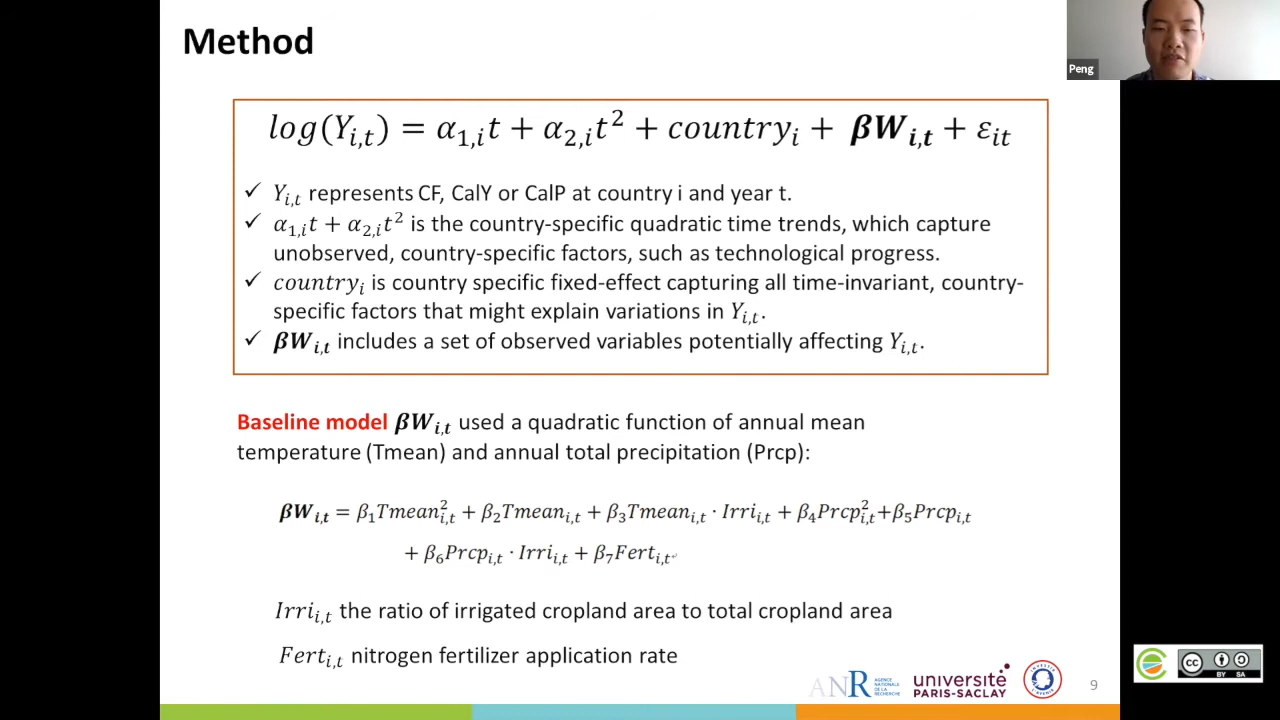 Method
Peng
log(Y_{i,t}) = α_{1,i}t + α_{2,i}t² + country_i + βW_{i,t} + ε_{it}
✓ Y_{i,t} represents CF, CalY or CalP at country i and year t.
✓ α_{1,i}t + α_{2,i}t² is the country-specific quadratic time trends, which capture
unobserved, country-specific factors, such as technological progress.
✓ country_i is country specific fixed-effect capturing all time-invariant, country-
specific factors that might explain variations in Y_{i,t}.
✓ βW_{i,t} includes a set of observed variables potentially affecting Y_{i,t}.
Baseline model βW_{i,t} used a quadratic function of annual mean
temperature (Tmean) and annual total precipitation (Prcp):
βW_{i,t} = β₁Tmean²_{i,t} + β₂Tmean_{i,t} + β₃Tmean_{i,t} · Irri_{i,t} + β₄Prcp²_{i,t}+β₅Prcp_{i,t}
+ β₆Prcp_{i,t} · Irri_{i,t} + β₇Fert_{i,t}
Irri_{i,t} the ratio of irrigated cropland area to total cropland area
Fert_{i,t} nitrogen fertilizer application rate
ANR AGENCE NATIONALE DE LA RECHERCHE
université
PARIS-SACLAY
9
CC BY SA